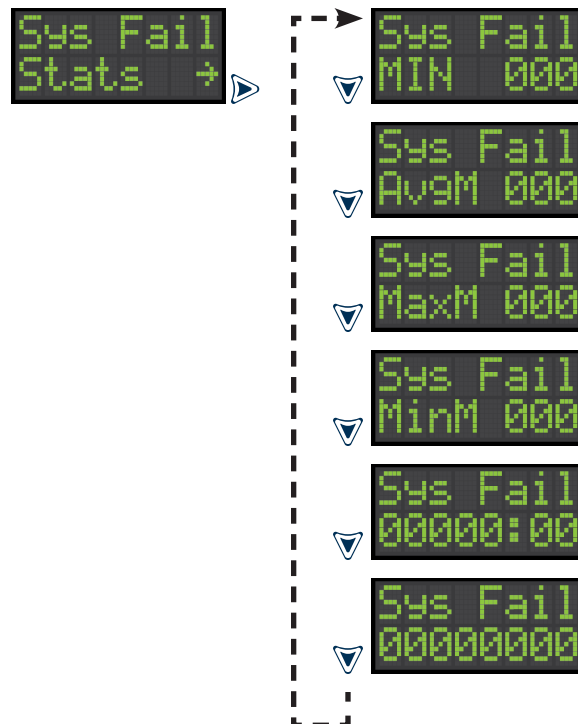 Sys Fail
Stats →
Sys Fail
MIN 000
Sys Fail
AvgM 000
Sys Fail
MaxM 000
Sys Fail
MinM 000
Sys Fail
00000:00
Sys Fail
00000000